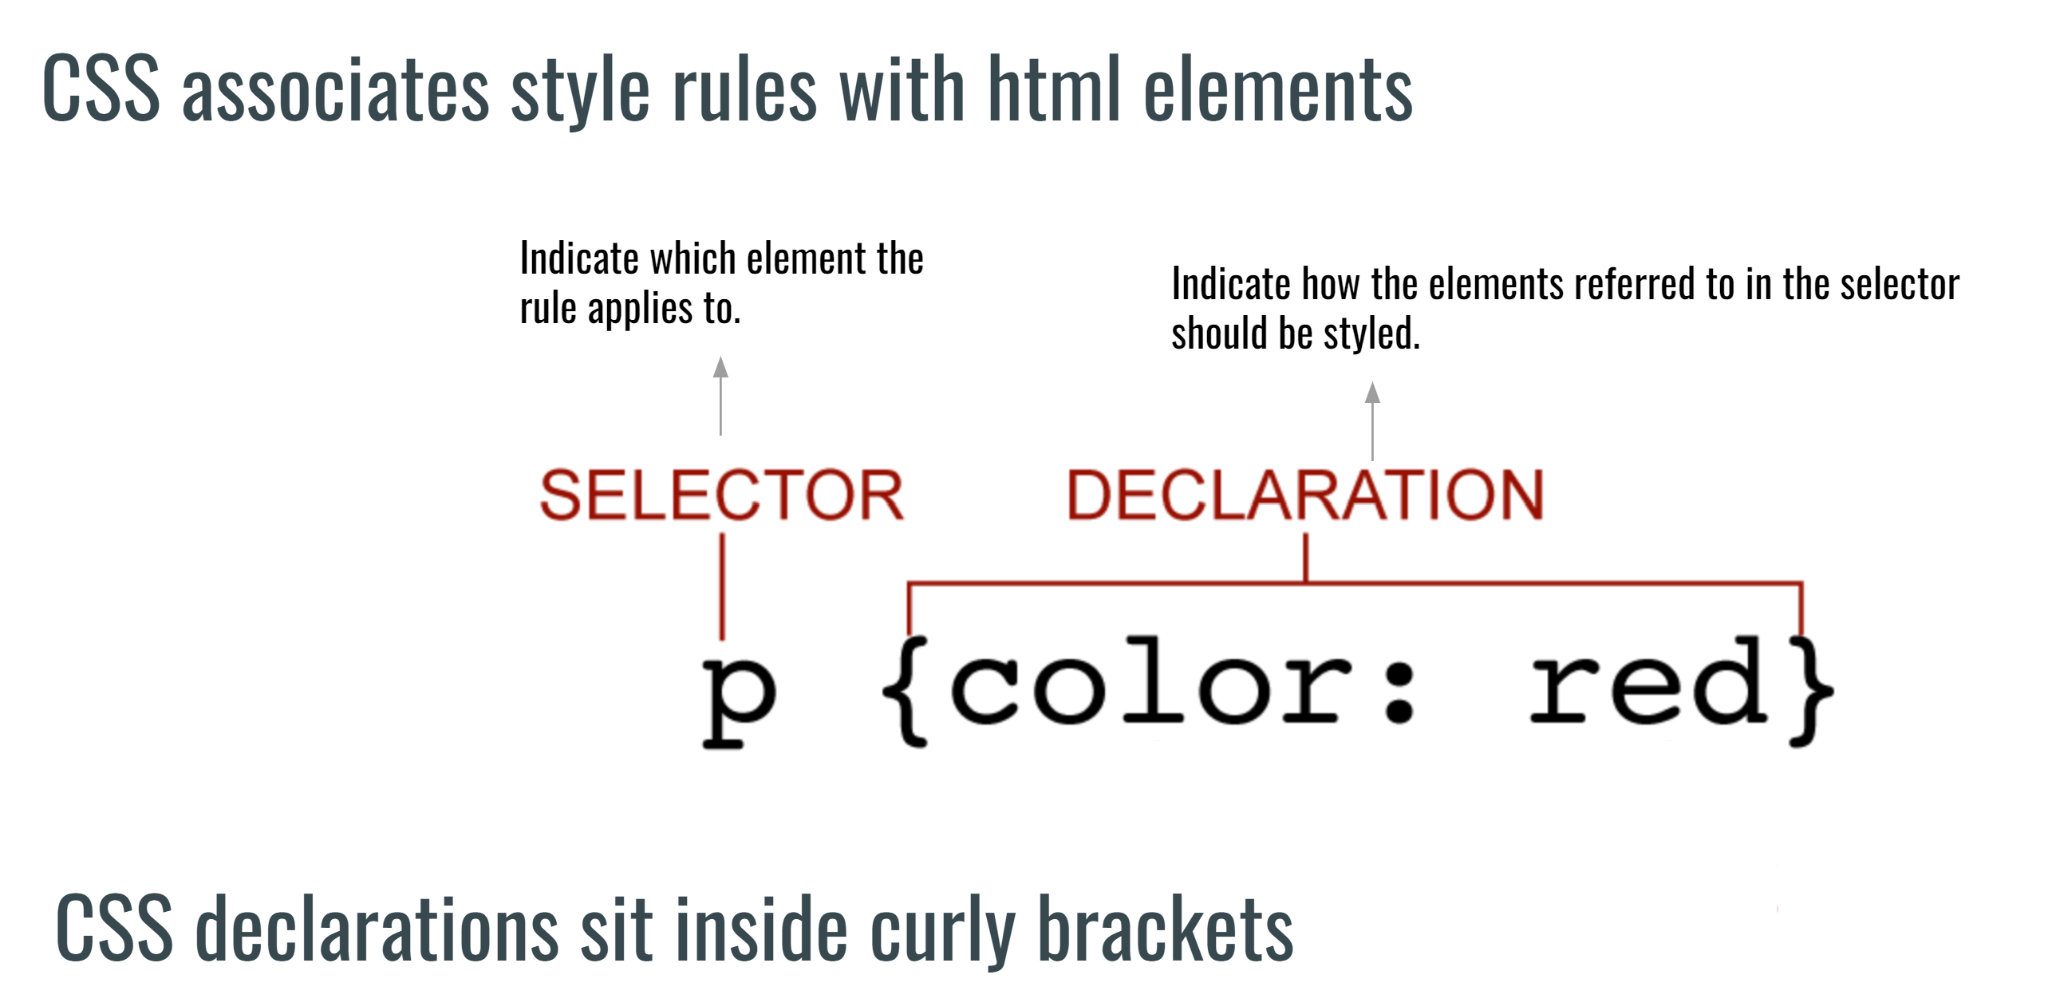 CSS associates style rules with html elements
Indicate which element the
rule applies to.
Indicate how the elements referred to in the selector
should be styled.
SELECTOR
DECLARATION
p {color: red}
CSS declarations sit inside curly brackets